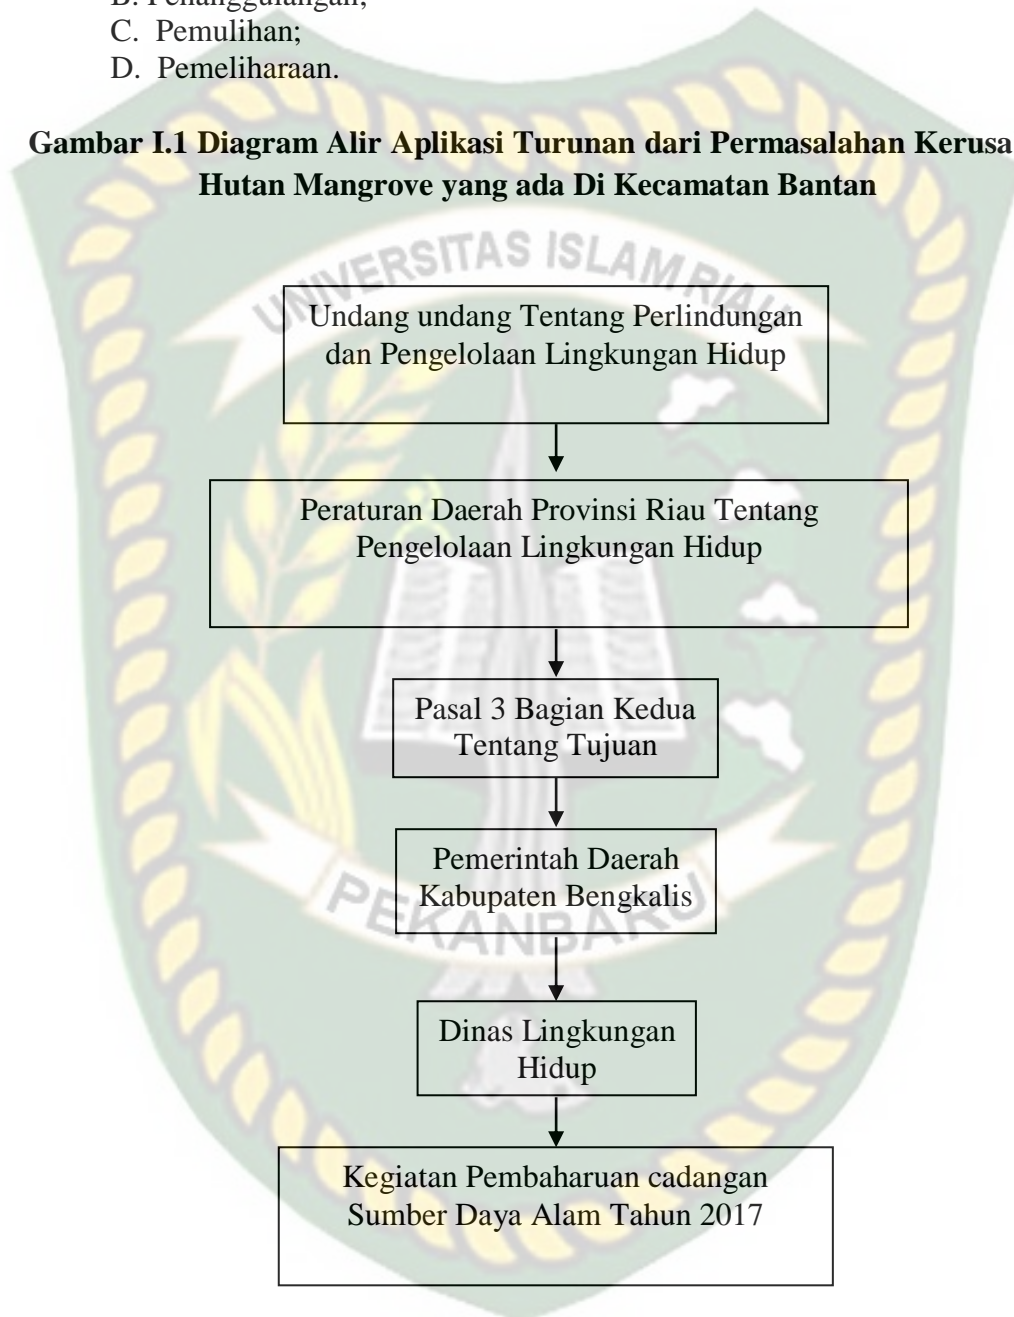 B. Penanggulangan;
C. Pemulihan;
D. Pemeliharaan.
Gambar I.1 Diagram Alir Aplikasi Turunan dari Permasalahan Kerusa
Hutan Mangrove yang ada Di Kecamatan Bantan
UNIVERSITAS ISLAM RIAU
Undang undang Tentang Perlindungan
dan Pengelolaan Lingkungan Hidup
Peraturan Daerah Provinsi Riau Tentang
Pengelolaan Lingkungan Hidup
Pasal 3 Bagian Kedua
Tentang Tujuan
Pemerintah Daerah
Kabupaten Bengkalis
PEKANBARU
Dinas Lingkungan
Hidup
Kegiatan Pembaharuan cadangan
Sumber Daya Alam Tahun 2017